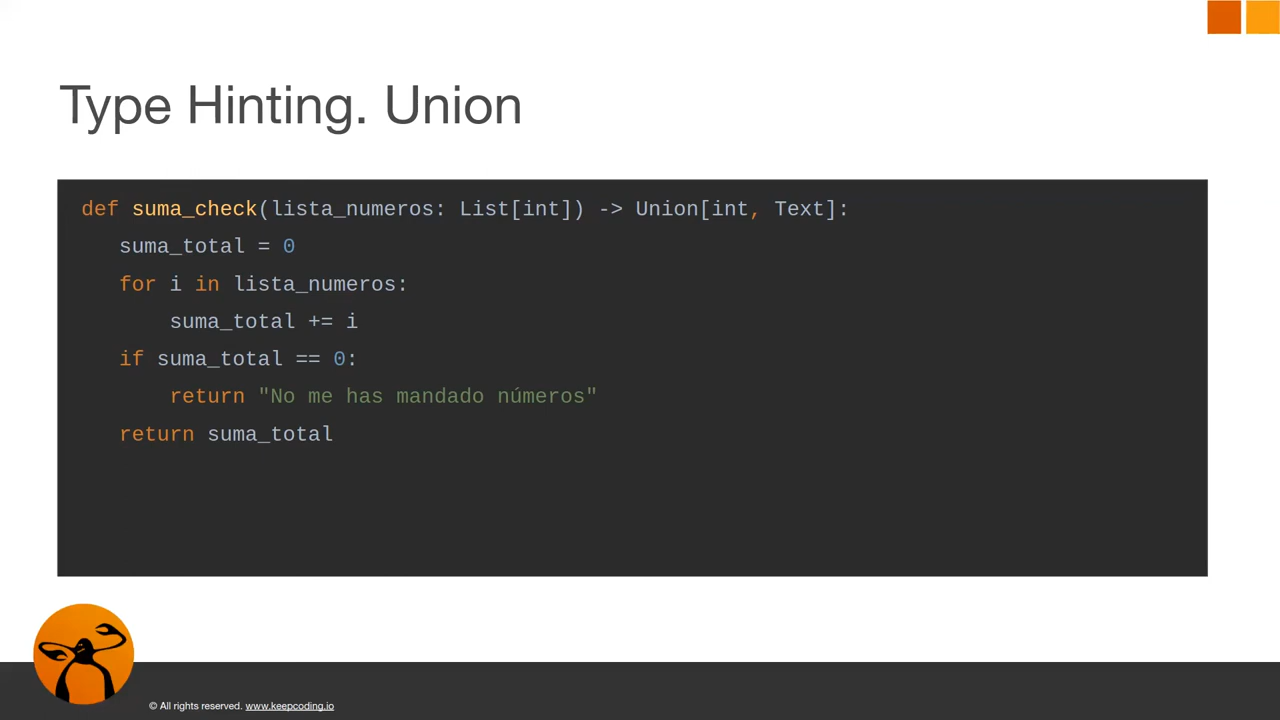 Type Hinting. Union
def suma_check(lista_numeros: List[int]) -> Union[int, Text]:
suma_total = 0
for i in lista_numeros:
suma_total += i
if suma_total == 0:
return "No me has mandado números"
return suma_total
© All rights reserved. www.keepcoding.io